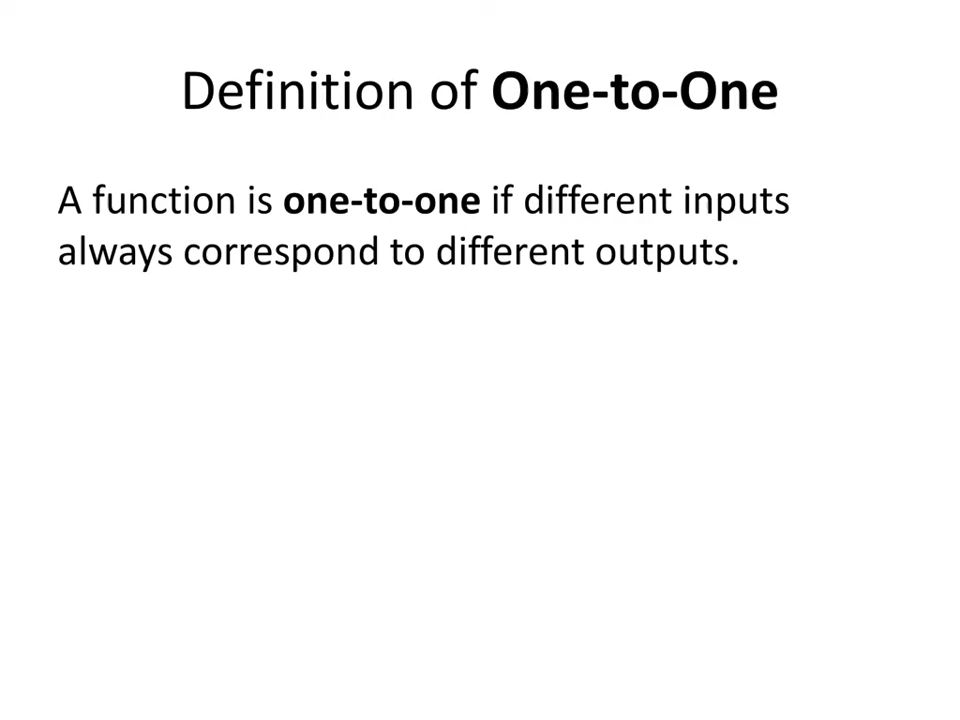 Definition of One-to-One
A function is one-to-one if different inputs
always correspond to different outputs.